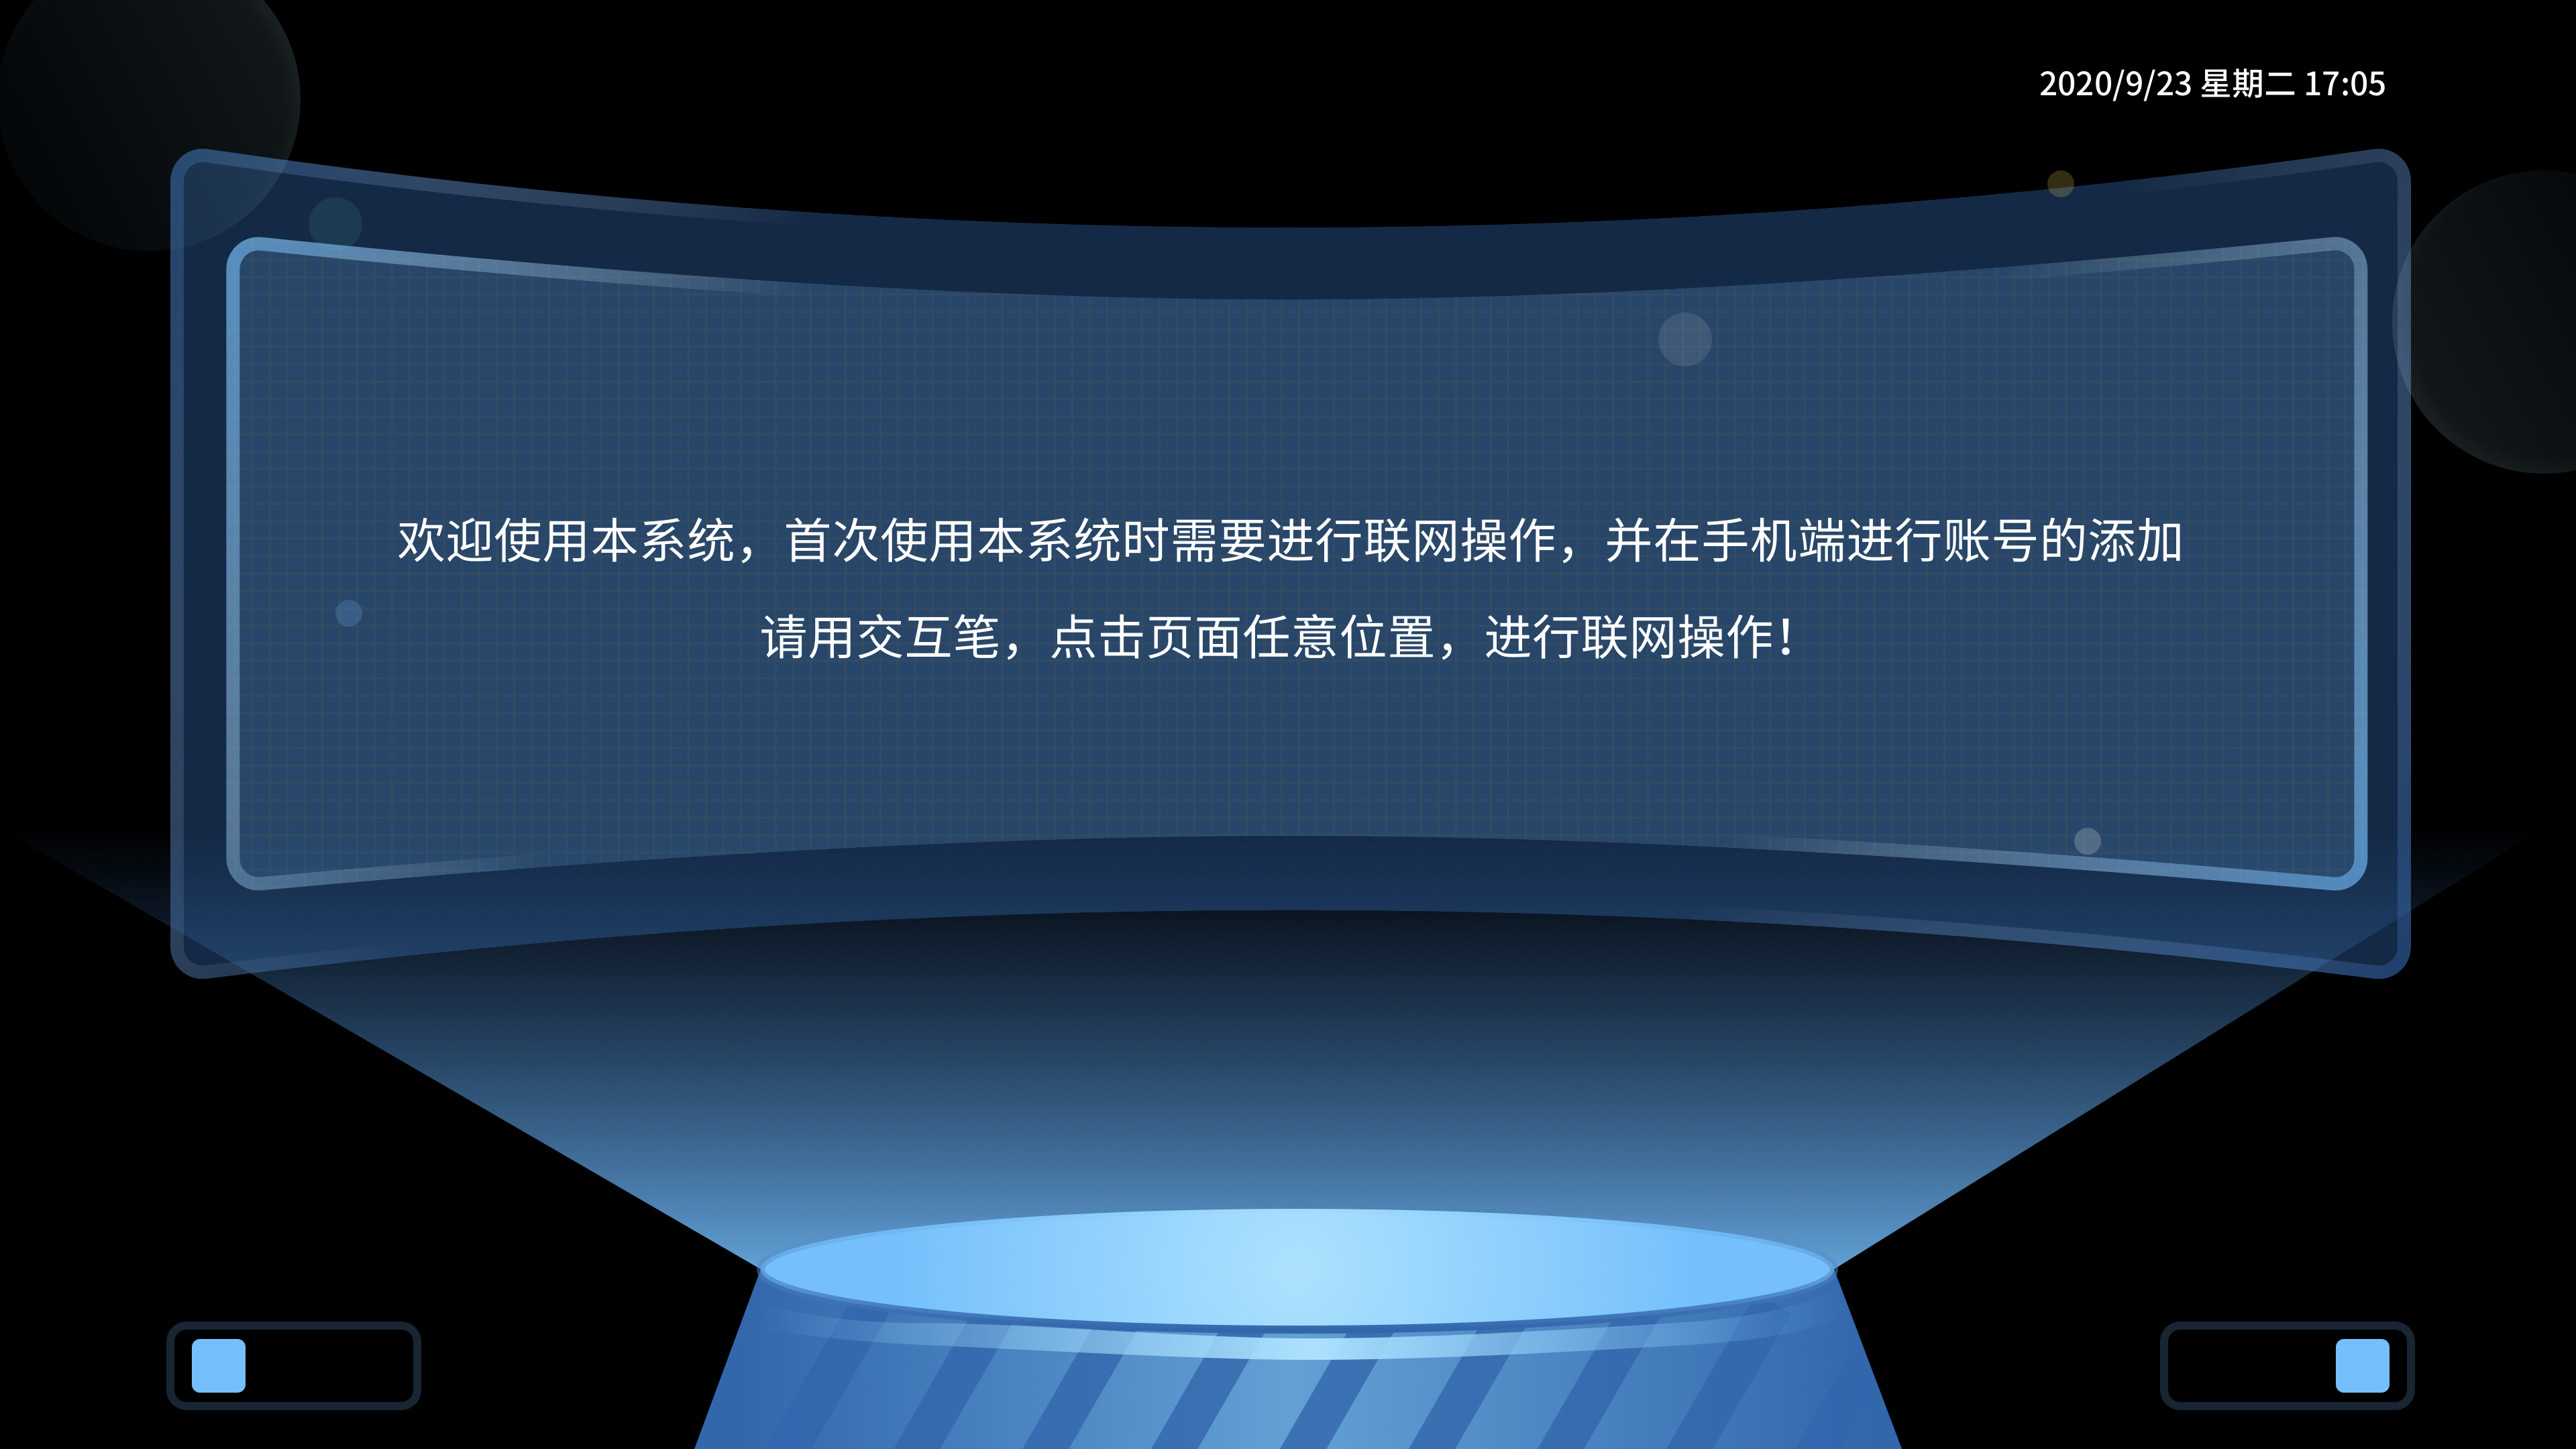 2020/9/23 星期二 17:05
欢迎使用本系统，首次使用本系统时需要进行联网操作，并在手机端进行账号的添加
请用交互笔，点击页面任意位置，进行联网操作！